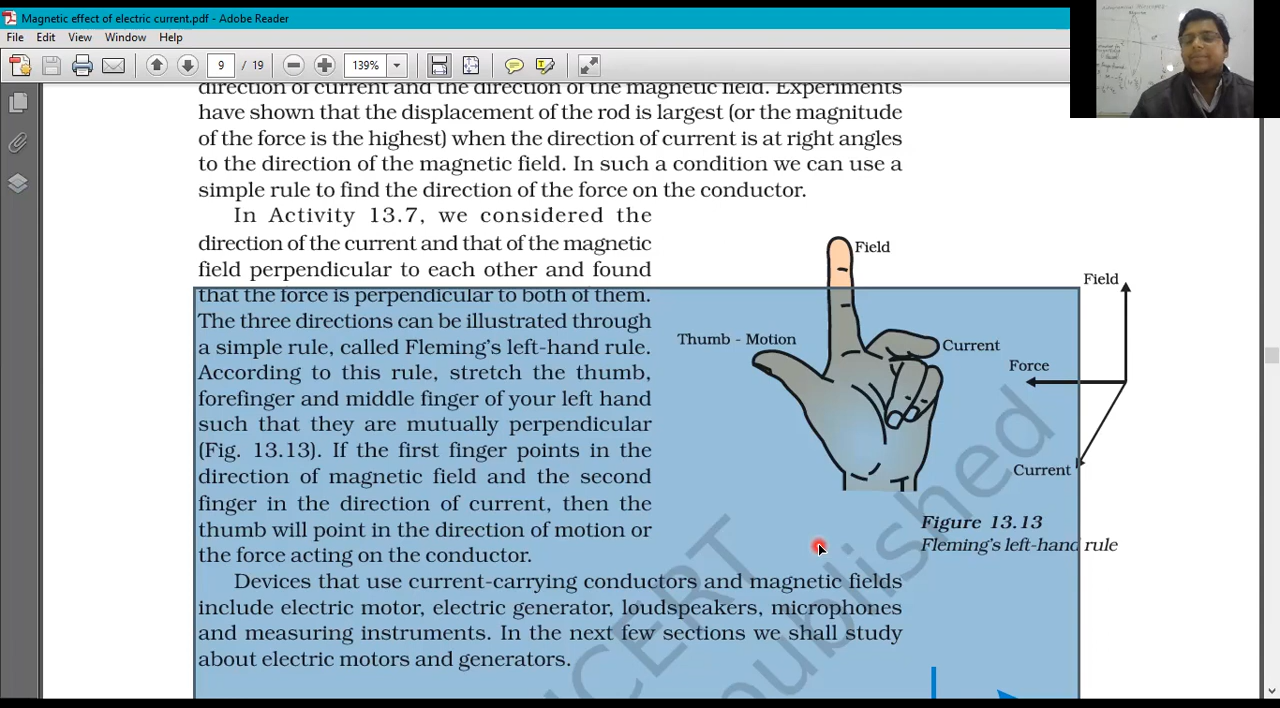 Magnetic effect of electric current.pdf - Adobe Reader
File Edit View Window Help
9 19 139%
direction of current and the direction of the magnetic field. Experiments
have shown that the displacement of the rod is largest (or the magnitude
of the force is the highest) when the direction of current is at right angles
to the direction of the magnetic field. In such a condition we can use a
simple rule to find the direction of the force on the conductor.
In Activity 13.7, we considered the
direction of the current and that of the magnetic
field perpendicular to each other and found
that the force is perpendicular to both of them.
The three directions can be illustrated through
a simple rule, called Fleming's left-hand rule.
According to this rule, stretch the thumb,
forefinger and middle finger of your left hand
such that they are mutually perpendicular
(Fig. 13.13). If the first finger points in the
direction of magnetic field and the second
finger in the direction of current, then the
thumb will point in the direction of motion or
the force acting on the conductor.
Field
Thumb - Motion
Current
Field
Force
Current
Figure 13.13
Fleming's left-hand rule
Devices that use current-carrying conductors and magnetic fields
include electric motor, electric generator, loudspeakers, microphones
and measuring instruments. In the next few sections we shall study
about electric motors and generators.
NCERT
published